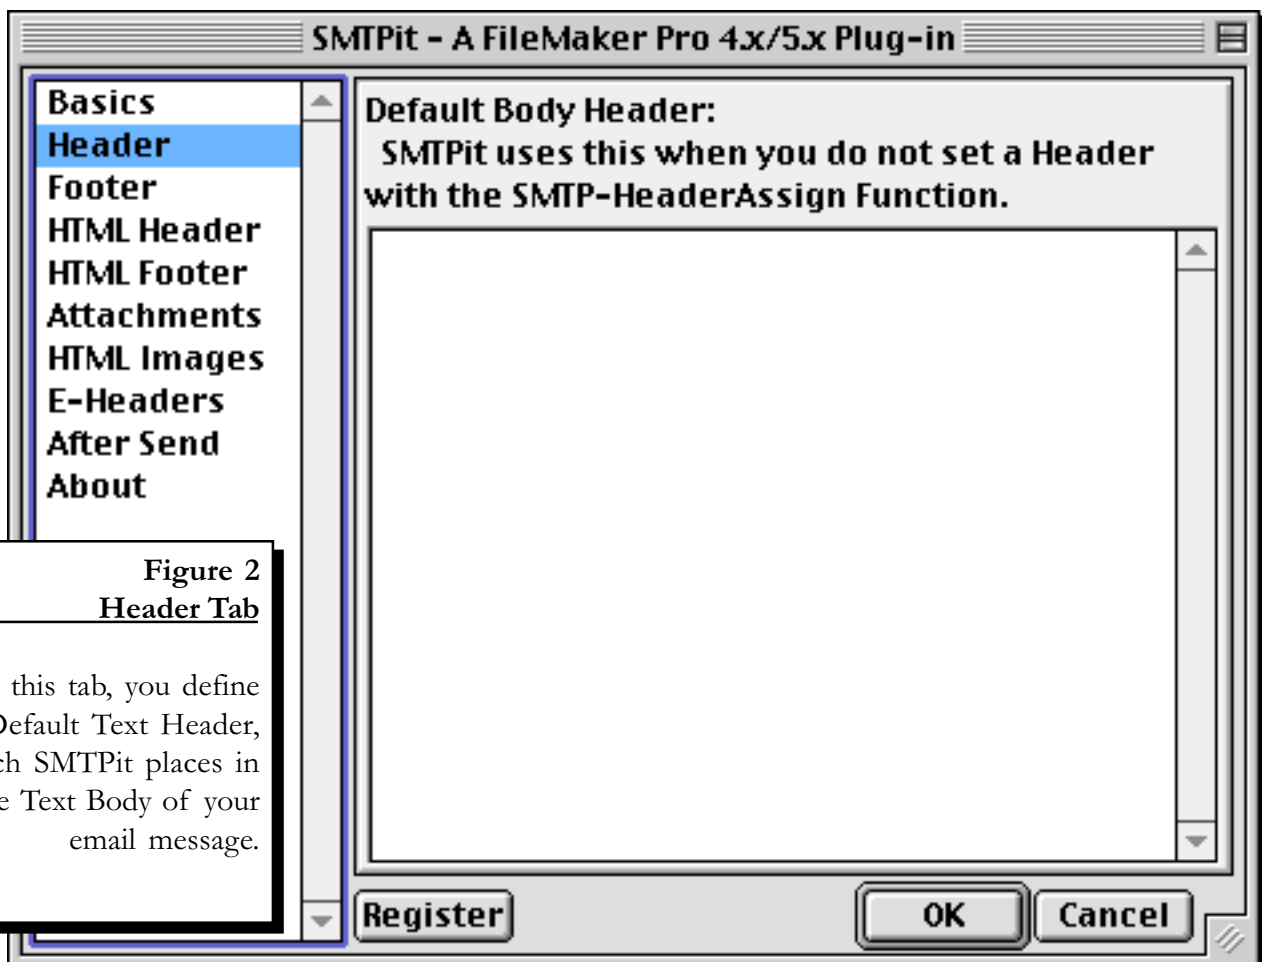 SMTPit - A FileMaker Pro 4.x/5.x Plug-in
Basics
Header
Footer
HTML Header
HTML Footer
Attachments
HTML Images
E-Headers
After Send
About
Default Body Header:
SMTPit uses this when you do not set a Header
with the SMTP-HeaderAssign Function.
Figure 2
Header Tab
this tab, you define
Default Text Header,
SMTPit places in
Text Body of your
email message.
Register
OK
Cancel